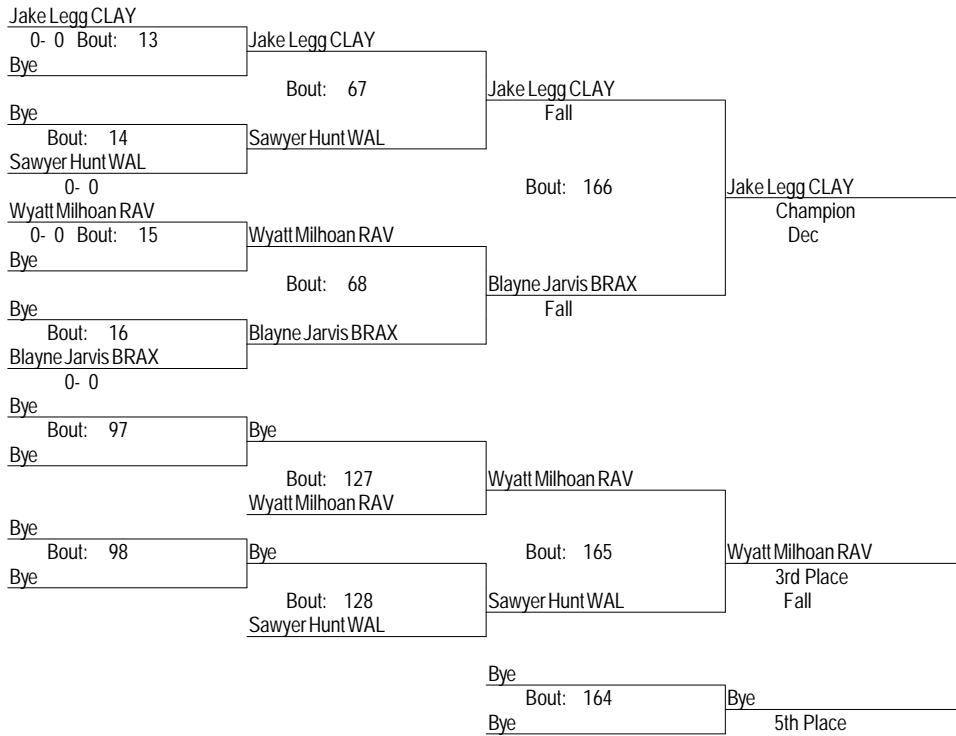 Jake Legg CLAY
0- 0 Bout: 13
Jake Legg CLAY
Bye
Bout: 67
Jake Legg CLAY
Fall
Bye
Bout: 14
Sawyer Hunt WAL
Sawyer Hunt WAL
0- 0
Bout: 166
Jake Legg CLAY
Champion
Dec
Wyatt Milhoan RAV
0- 0 Bout: 15
Wyatt Milhoan RAV
Bye
Bout: 68
Blayne Jarvis BRAX
Fall
Bye
Bout: 16
Blayne Jarvis BRAX
Blayne Jarvis BRAX
0- 0
Bye
Bout: 97
Bye
Bye
Bout: 127
Wyatt Milhoan RAV
Wyatt Milhoan RAV
Bye
Bout: 98
Bye
Bout: 165
Wyatt Milhoan RAV
Bye
3rd Place
Fall
Bout: 128
Sawyer Hunt WAL
Sawyer Hunt WAL
Bye
Bout: 164
Bye
Bye
5th Place